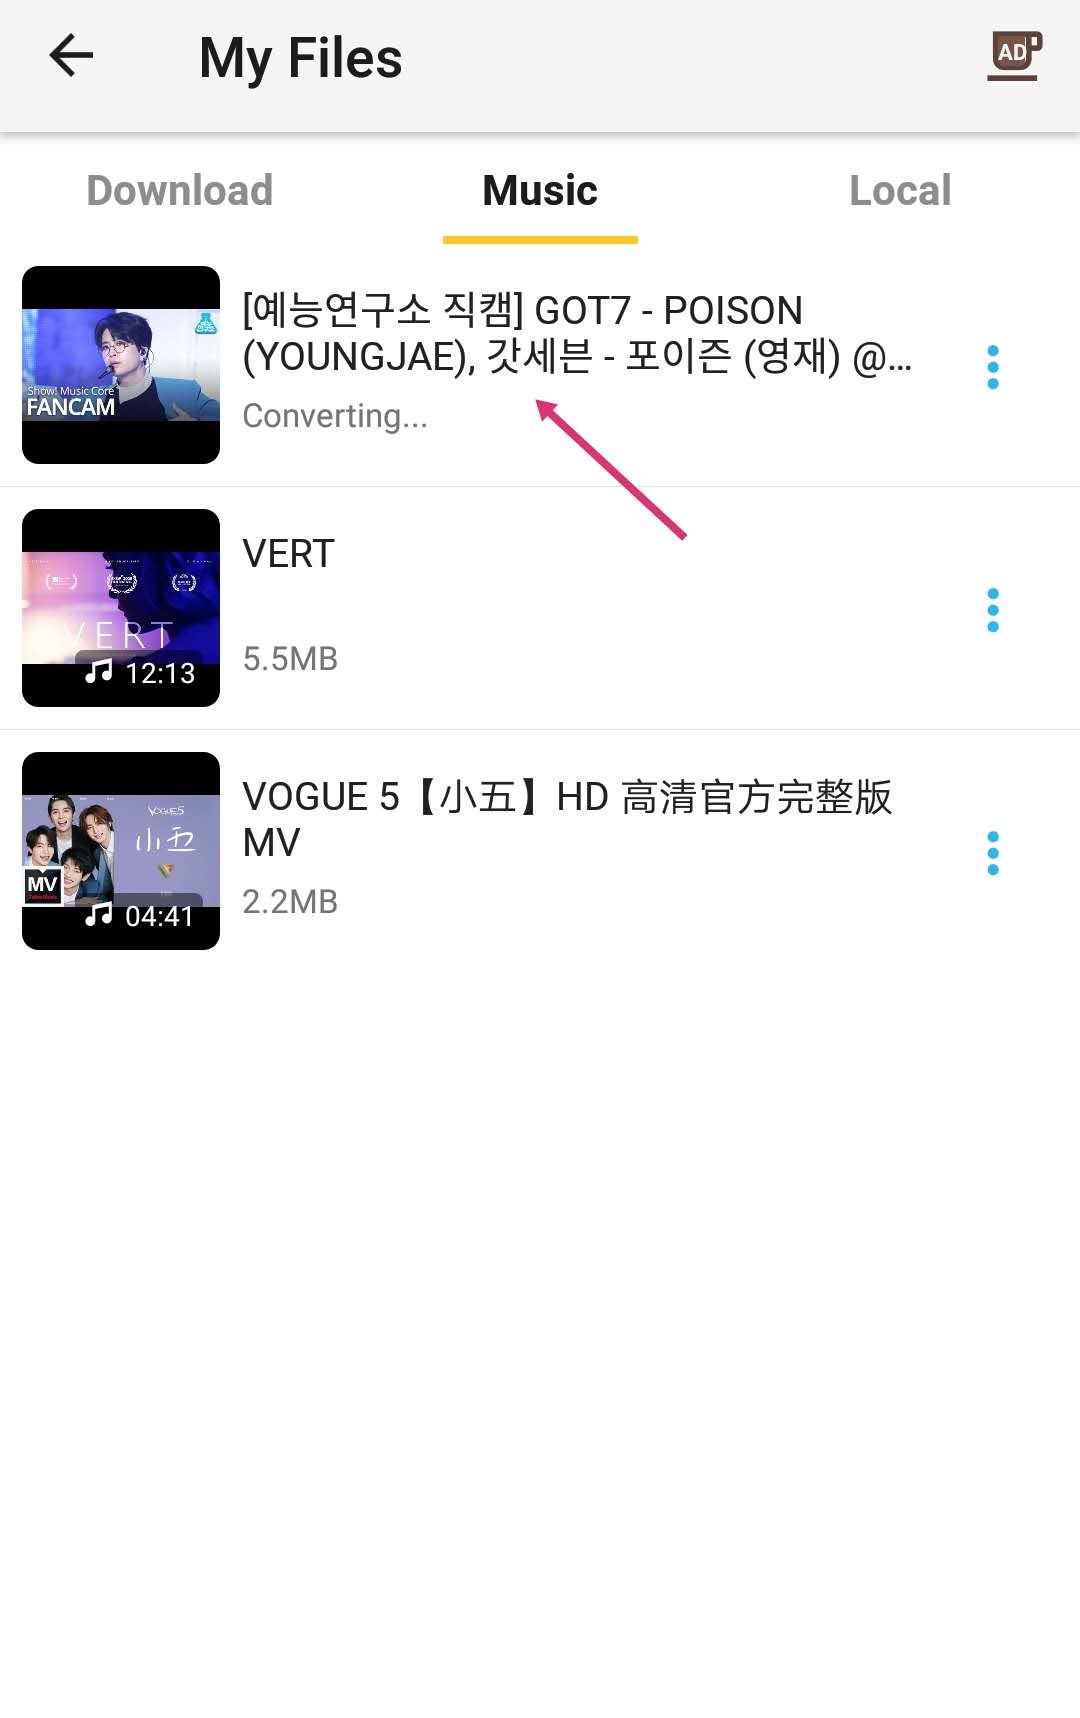 My Files
AD
Download
Music
Local
[예능연구소 직캠] GOT7 - POISON
(YOUNGJAE), 갓세븐 - 포이즌 (영재) @...
Converting...
Show! Music Core
FANCAM
VERT
5.5MB
VERT
12:13
VOGUE 5【小五】HD 高清官方完整版
MV
2.2MB
VOGUE5
小五
MV
04:41